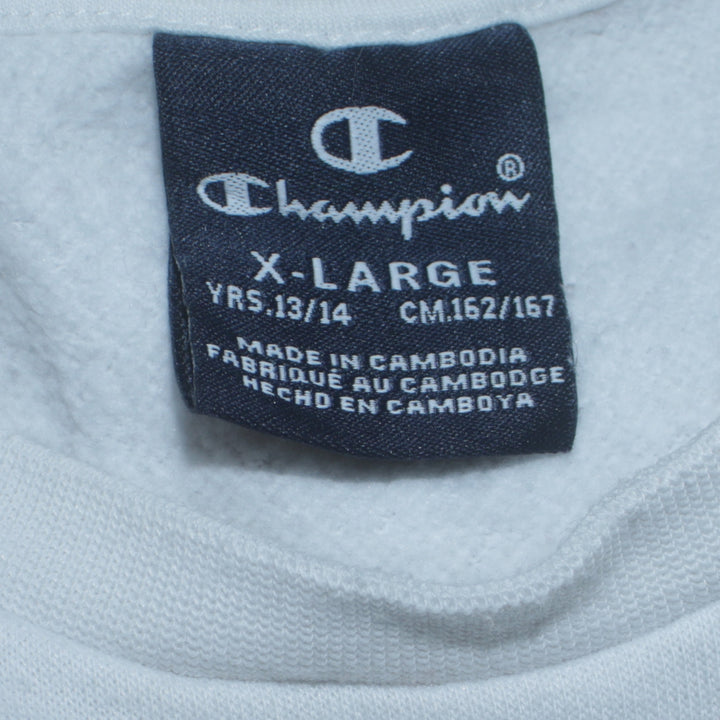 Champion®
X-LARGE
YRS.13/14 CM.162/167
MADE IN CAMBODIA
FABRIQUÉ AU CAMBODGE
HECHO EN CAMBOYA